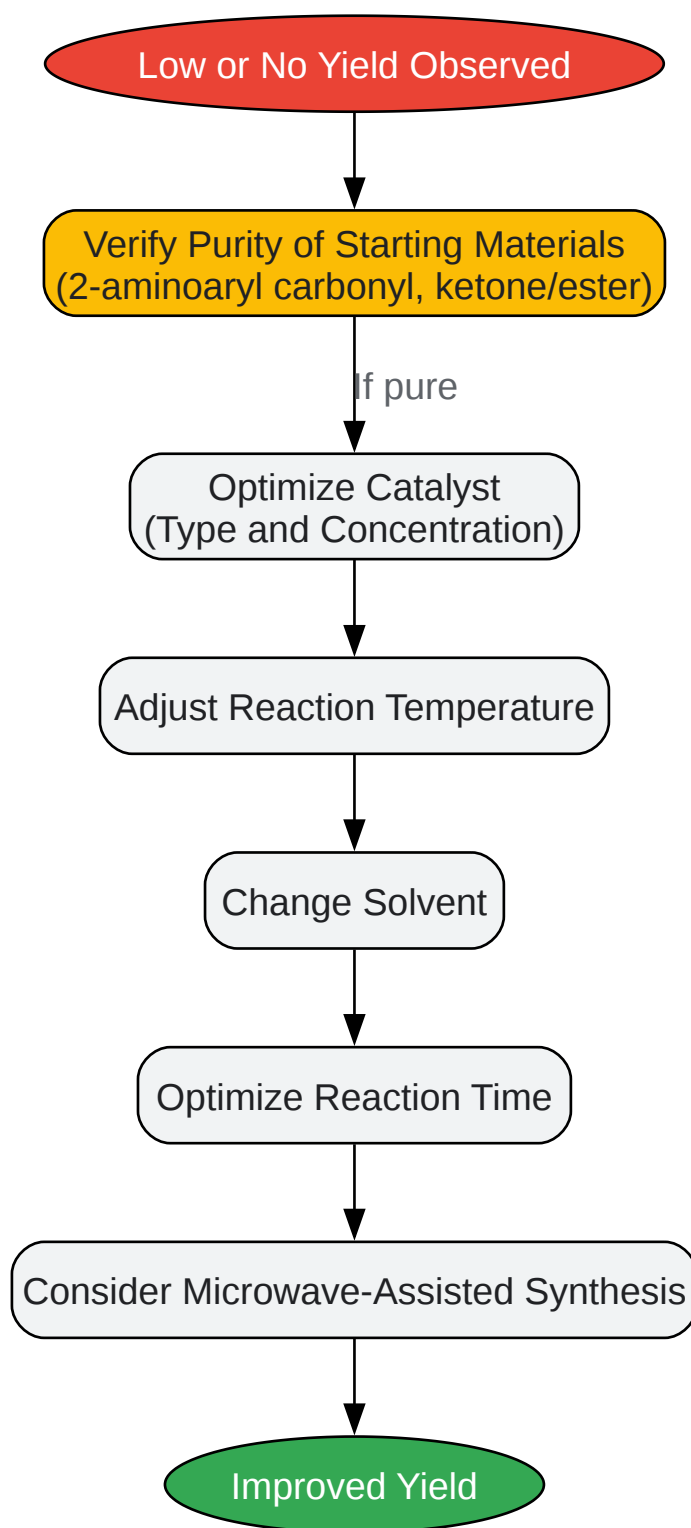 Low or No Yield Observed
Verify Purity of Starting Materials
(2-aminoaryl carbonyl, ketone/ester)
If pure
Optimize Catalyst
(Type and Concentration)
Adjust Reaction Temperature
Change Solvent
Optimize Reaction Time
Consider Microwave-Assisted Synthesis
Improved Yield